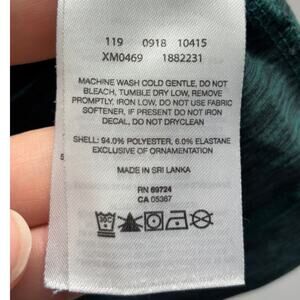 119 0918 10415
XM0469 1882231
MACHINE WASH COLD GENTLE, DO NOT
BLEACH, TUMBLE DRY LOW, REMOVE
PROMPTLY, IRON LOW, DO NOT USE FABRIC
SOFTENER, IF PRESENT DO NOT IRON
DECAL, DO NOT DRYCLEAN
SHELL: 94.0% POLYESTER, 6.0% ELASTANE
EXCLUSIVE OF ORNAMENTATION
MADE IN SRI LANKA
RN 69724
CA 05367